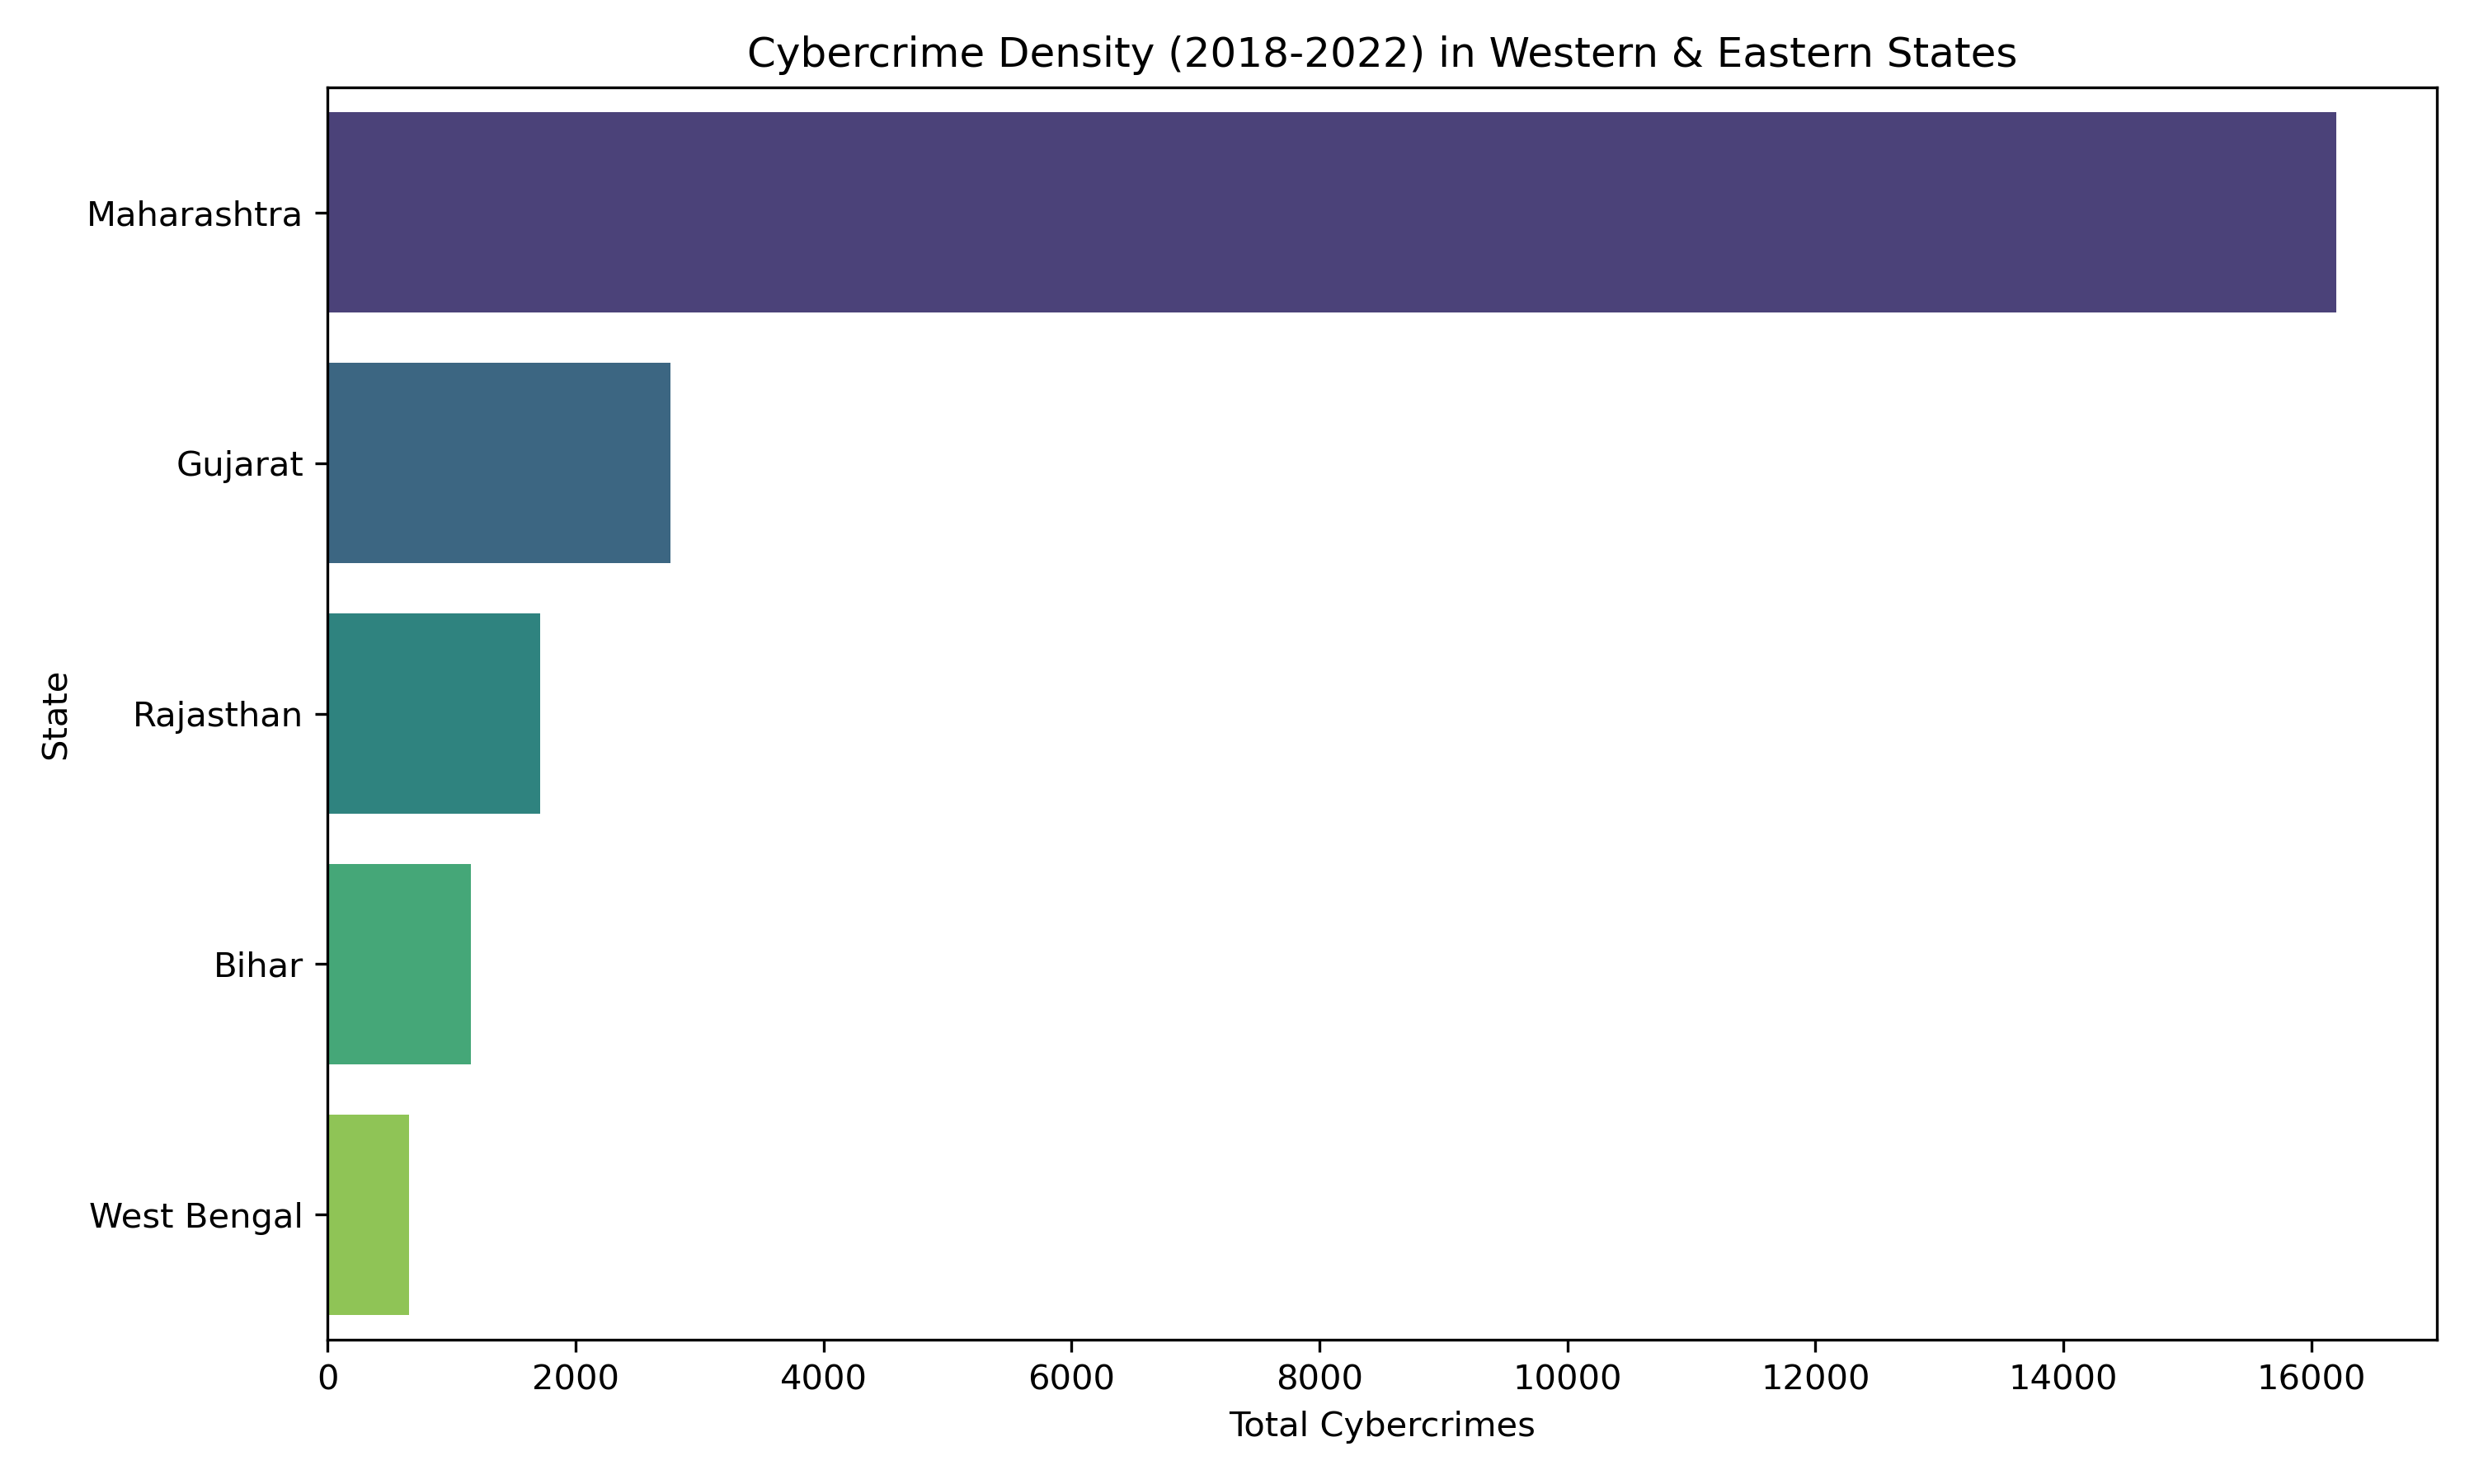 Cybercrime Density (2018-2022) in Western & Eastern States
State
Maharashtra
Gujarat
Rajasthan
Bihar
West Bengal
0 2000 4000 6000 8000 10000 12000 14000 16000
Total Cybercrimes